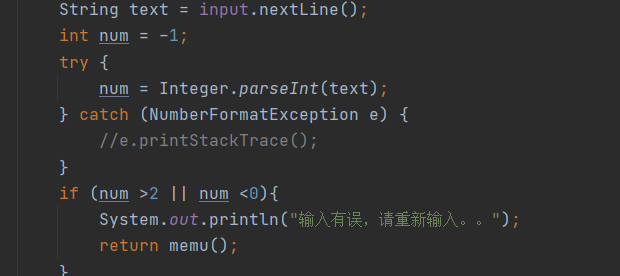 String text = input.nextLine();
int num = -1;
try {
num = Integer.parseInt(text);
} catch (NumberFormatException e) {
//e.printStackTrace();
}
if (num >2 || num <0){
System.out.println("输入有误，请重新输入。。");
return memu();
}